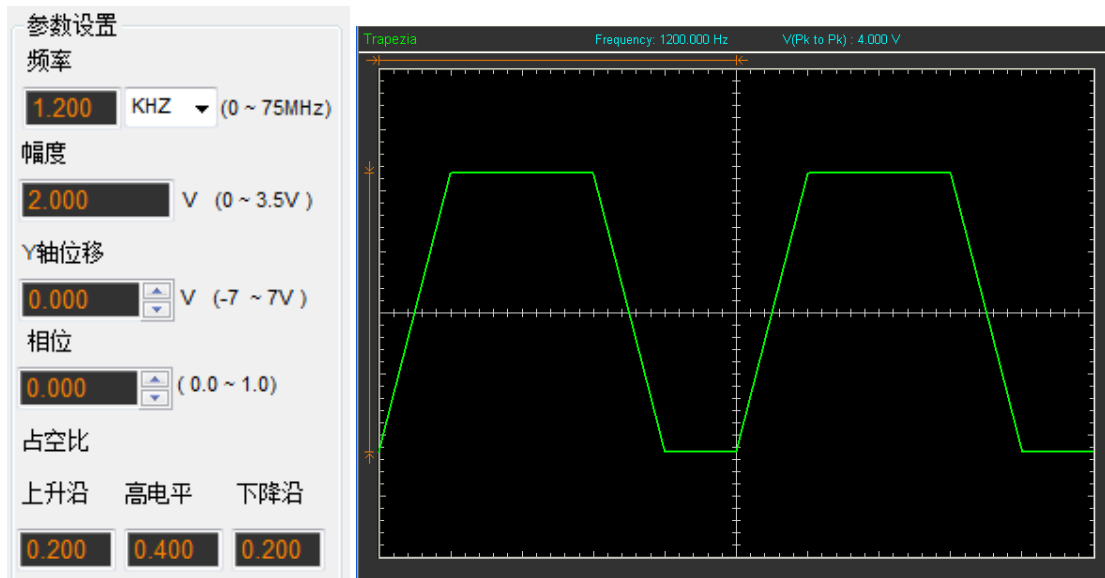 参数设置
频率
1.200 KHZ (0 ~ 75MHz)
幅度
2.000 V (0 ~ 3.5V )
Y轴位移
0.000 V (-7 ~ 7V )
相位
0.000 ( 0.0 ~ 1.0)
占空比
上升沿 高电平 下降沿
0.200 0.400 0.200
Trapezia Frequency: 1200.000 Hz V(Pk to Pk) : 4.000 V